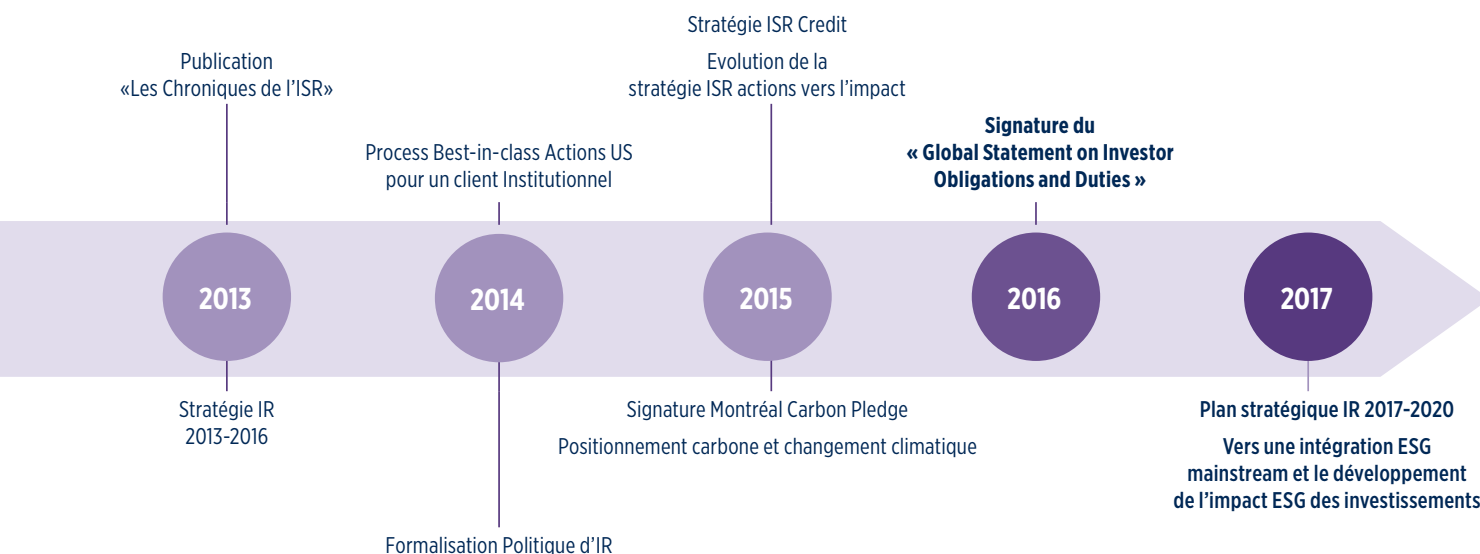 Stratégie ISR Credit
Publication
«Les Chroniques de l'ISR»
Evolution de la
stratégie ISR actions vers l'impact
Process Best-in-class Actions US
pour un client Institutionnel
Signature du
« Global Statement on Investor
Obligations and Duties »
2013
2014
2015
2016
2017
Stratégie IR
2013-2016
Signature Montréal Carbon Pledge
Positionnement carbone et changement climatique
Plan stratégique IR 2017-2020
Vers une intégration ESG
mainstream et le développement
de l'impact ESG des investissements
Formalisation Politique d'IR